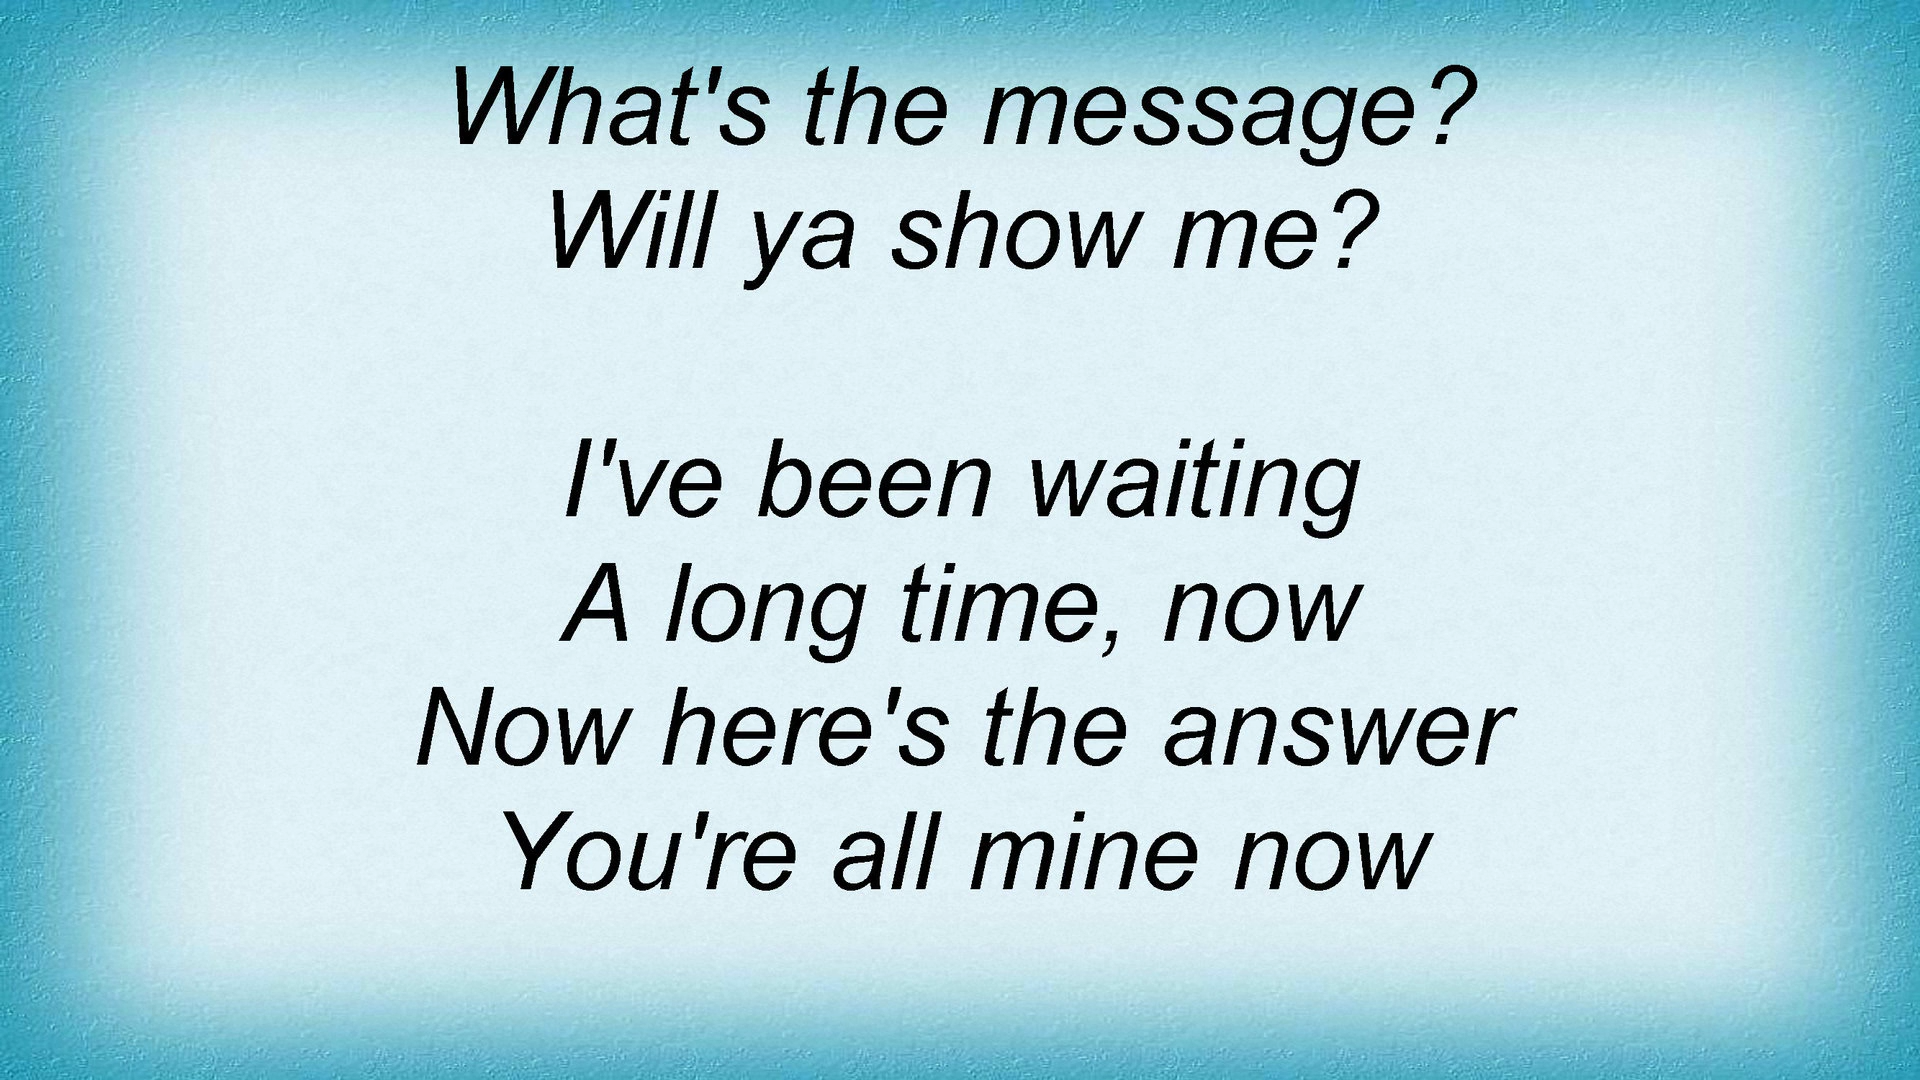 What's the message?
Will ya show me?
I've been waiting
A long time, now
Now here's the answer
You're all mine now